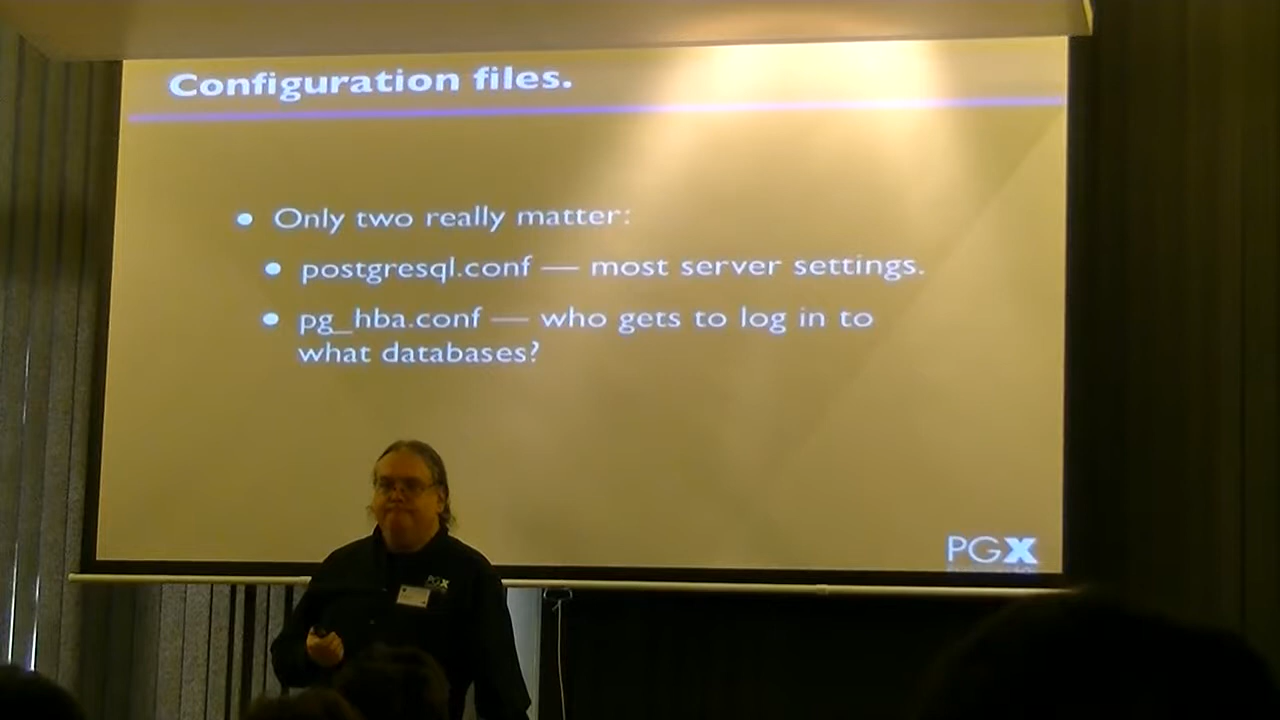 Configuration files.
• Only two really matter:
• postgresql.conf — most server settings.
• pg_hba.conf — who gets to log in to
what databases?
PGX
PGX